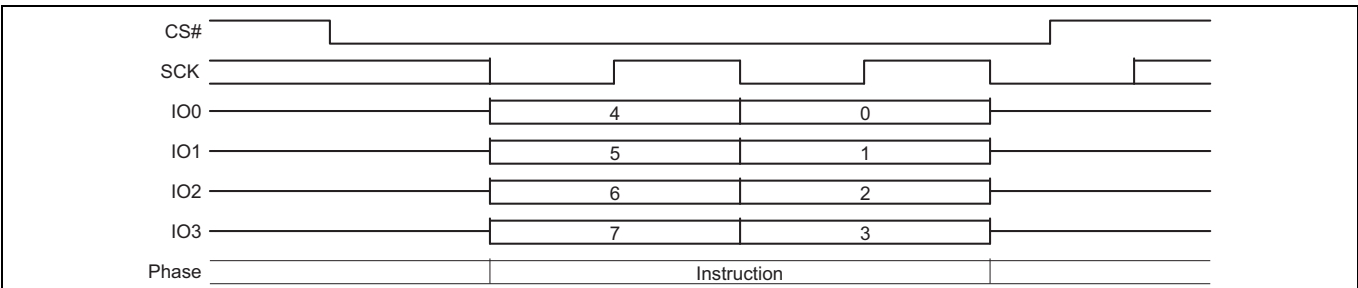 CS#
SCK
IO0 4 0
IO1 5 1
IO2 6 2
IO3 7 3
Phase Instruction